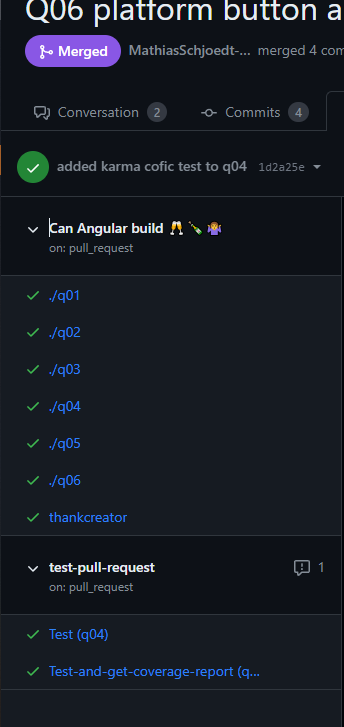 Q06 platform button a
Merged MathiasSchjoedt-... merged 4 com
Conversation 2 Commits 4
added karma cofic test to q04 1d2a25e
Can Angular build 🥂 🍾 🤷‍♀️
on: pull_request
./q01
./q02
./q03
./q04
./q05
./q06
thankcreator
test-pull-request 1
on: pull_request
Test (q04)
Test-and-get-coverage-report (q...